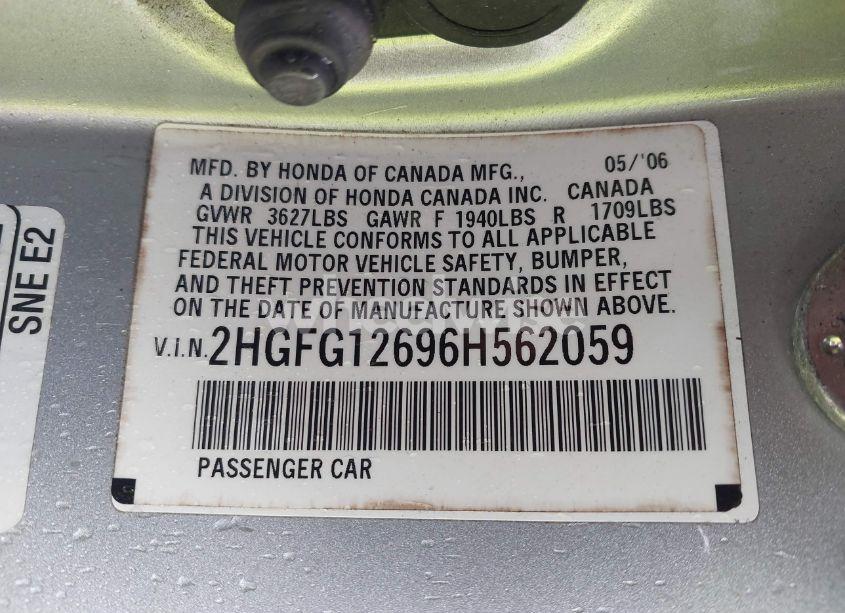 MFD. BY HONDA OF CANADA MFG., 05/'06
A DIVISION OF HONDA CANADA INC. CANADA
GVWR 3627LBS GAWR F 1940LBS R 1709LBS
THIS VEHICLE CONFORMS TO ALL APPLICABLE
FEDERAL MOTOR VEHICLE SAFETY, BUMPER,
AND THEFT PREVENTION STANDARDS IN EFFECT
ON THE DATE OF MANUFACTURE SHOWN ABOVE.
V.I.N. 2HGFG12696H562059
PASSENGER CAR
SNE E2